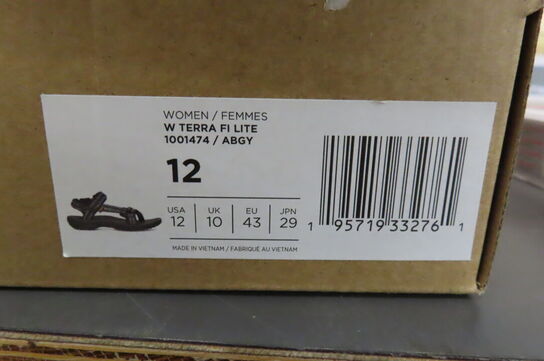 WOMEN / FEMMES
W TERRA FI LITE
1001474 / ABGY
12
USA UK EU JPN
12 10 43 29
MADE IN VIETNAM / FABRIQUÉ AU VIETNAM
1 95719 33276 1